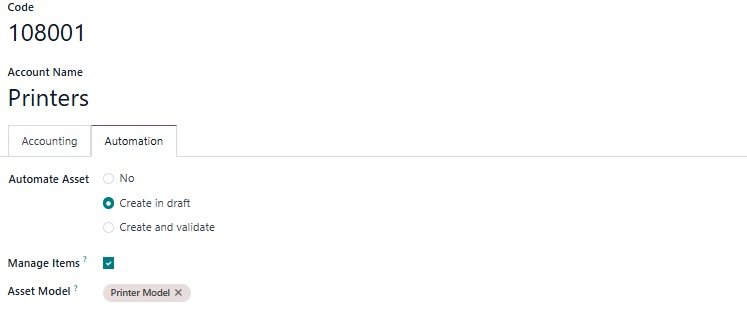 Code
108001
Account Name
Printers
Accounting
Automation
Automate Asset
No
Create in draft
Create and validate
Manage Items ?
Asset Model ?
Printer Model ✕